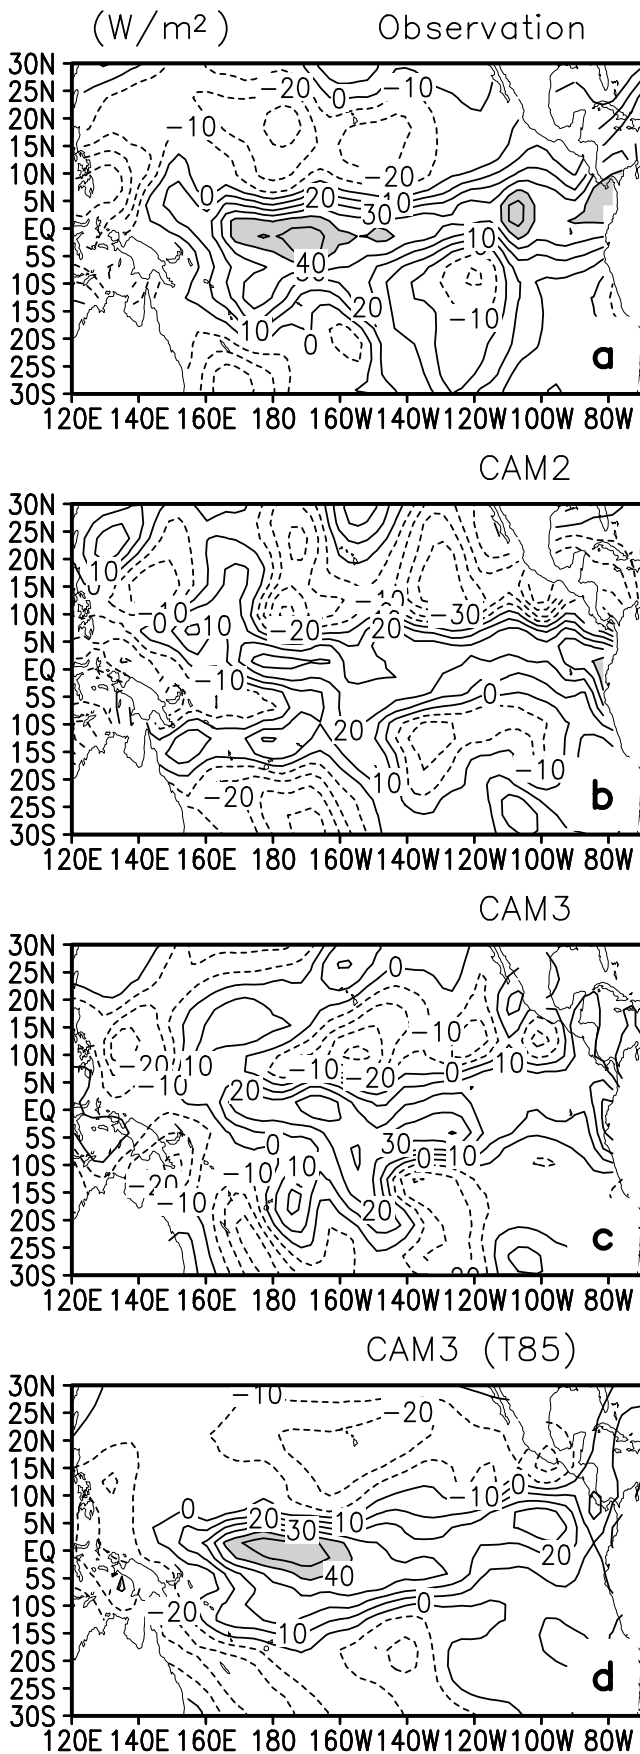 (W/m²) Observation
30N
25N
−20 0 −10
20N
−10
15N
10N
−20
0 20 10
5N
30
EQ
10
5S
40
10S
20
15S
10 −10
20S
0
25S
a
30S
120E 140E 160E 180 160W 140W 120W 100W 80W
CAM2
30N
25N
20N
10
15N
−10
10N
−30
−20 20
10
5N
EQ
−10
0
5S
10S
20
15S
10 −10
20S
−20
25S
b
30S
120E 140E 160E 180 160W 140W 120W 100W 80W
CAM3
30N
0
25N
20N
15N
−10
10N
−20 10 −10 −20 0 10
−10 20
5N
EQ
5S
0 30
0 10
10S
−10 10
−20
15S
−10
20
20S
25S
c
30S
120E 140E 160E 180 160W 140W 120W 100W 80W
CAM3 (T85)
30N
−10
25N
−20
20N
15N
10N
−10 0
0 20 30 10
5N
EQ
20
40
5S
10S
−20 0
15S
10
20S
d
25S
30S
120E 140E 160E 180 160W 140W 120W 100W 80W